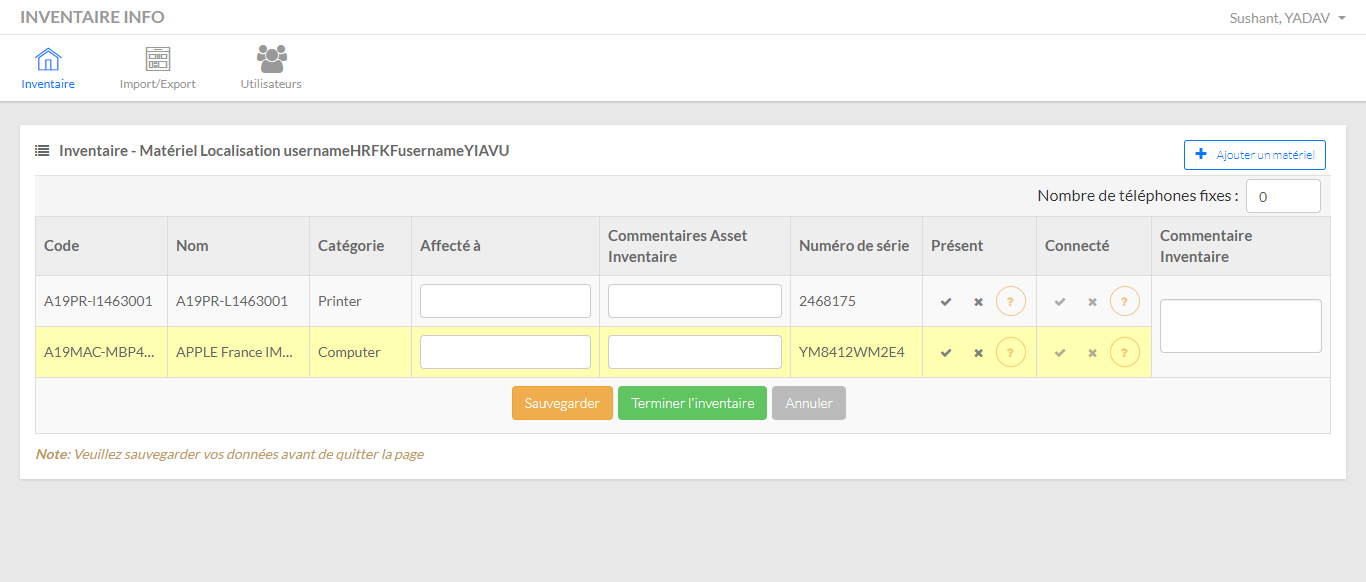 INVENTAIRE INFO
Sushant, YADAV
Inventaire
Import/Export
Utilisateurs
Inventaire - Matériel Localisation usernameHRFKFusernameYIAVU
Ajouter un matériel
Nombre de téléphones fixes : 0
Code Nom Catégorie Affecté à Commentaires Asset Inventaire Numéro de série Présent Connecté Commentaire Inventaire
A19PR-I1463001 A19PR-L1463001 Printer 2468175 ? ?
A19MAC-MBP4... APPLE France IM... Computer YM8412WM2E4 ? ?
Sauvegarder Terminer l'inventaire Annuler
Note: Veuillez sauvegarder vos données avant de quitter la page